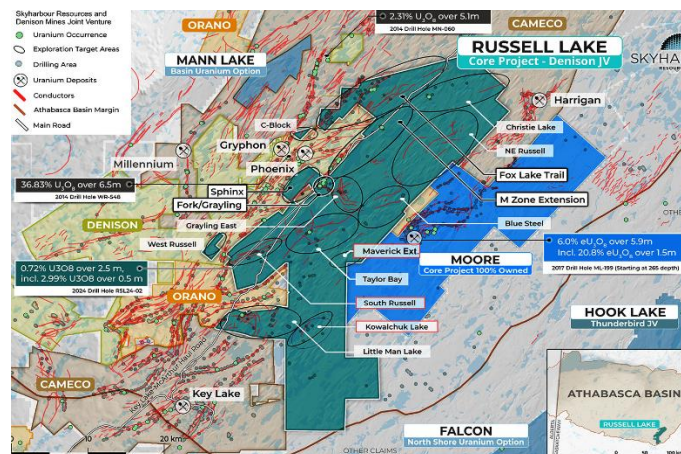 Skyharbour Resources and
Denison Mines Joint Venture
Uranium Occurrence
Exploration Target Areas
Drilling Area
Uranium Deposits
Conductors
Athabasca Basin Margin
Main Road
ORANO
2.31% U₃O₈ over 5.1m
2014 Drill Hole MN-060
CAMECO
MANN LAKE
Basin Uranium Option
RUSSELL LAKE
Core Project - Denison JV
SKYHA
RESOUR
Harrigan
C-Block
Christie Lake
Gryphon
NE Russell
Millennium
Phoenix
Fox Lake Trail
36.83% U₃O₈ over 6.5m
2014 Drill Hole WR-548
Sphinx
Fork/Grayling
M Zone Extension
DENISON
Grayling East
Blue Steel
OTHER
West Russell
Maverick Ext.
MOORE
Core Project 100% Owned
6.0% eU₃O₈ over 5.9m
Incl. 20.8% eU₃O₈ over 1.5m
2017 Drill Hole ML-199 (Starting at 265 depth)
0.72% U3O8 over 2.5 m,
incl. 2.99% U3O8 over 0.5 m
2024 Drill Hole RSL24-02
Taylor Bay
ORANO
South Russell
HOOK LAKE
Thunderbird JV
Kowalchuk Lake
Little Man Lake
CAMECO
Key Lake
ATHABASCA BASIN
RUSSELL
LAKE
FALCON
North Shore Uranium Option
10
20 km
OTHER CLAIMS
0
50
100 km